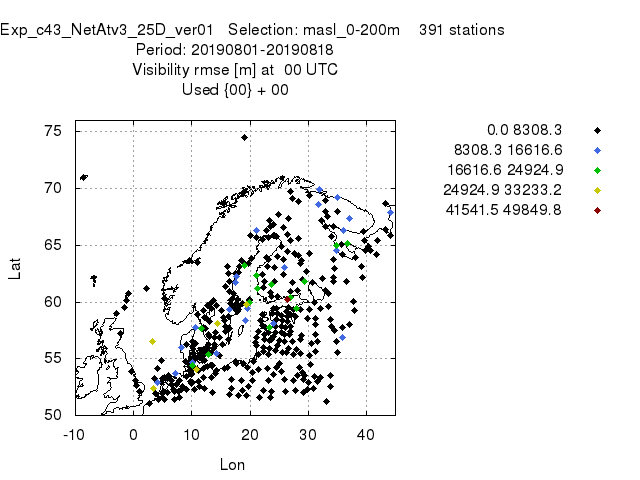 Exp_c43_NetAtv3_25D_ver01 Selection: masl_0-200m 391 stations
Period: 20190801-20190818
Visibility rmse [m] at 00 UTC
Used {00} + 00
0.0 8308.3
8308.3 16616.6
16616.6 24924.9
24924.9 33233.2
41541.5 49849.8
75
70
65
60
55
50
Lat
-10 0 10 20 30 40
Lon